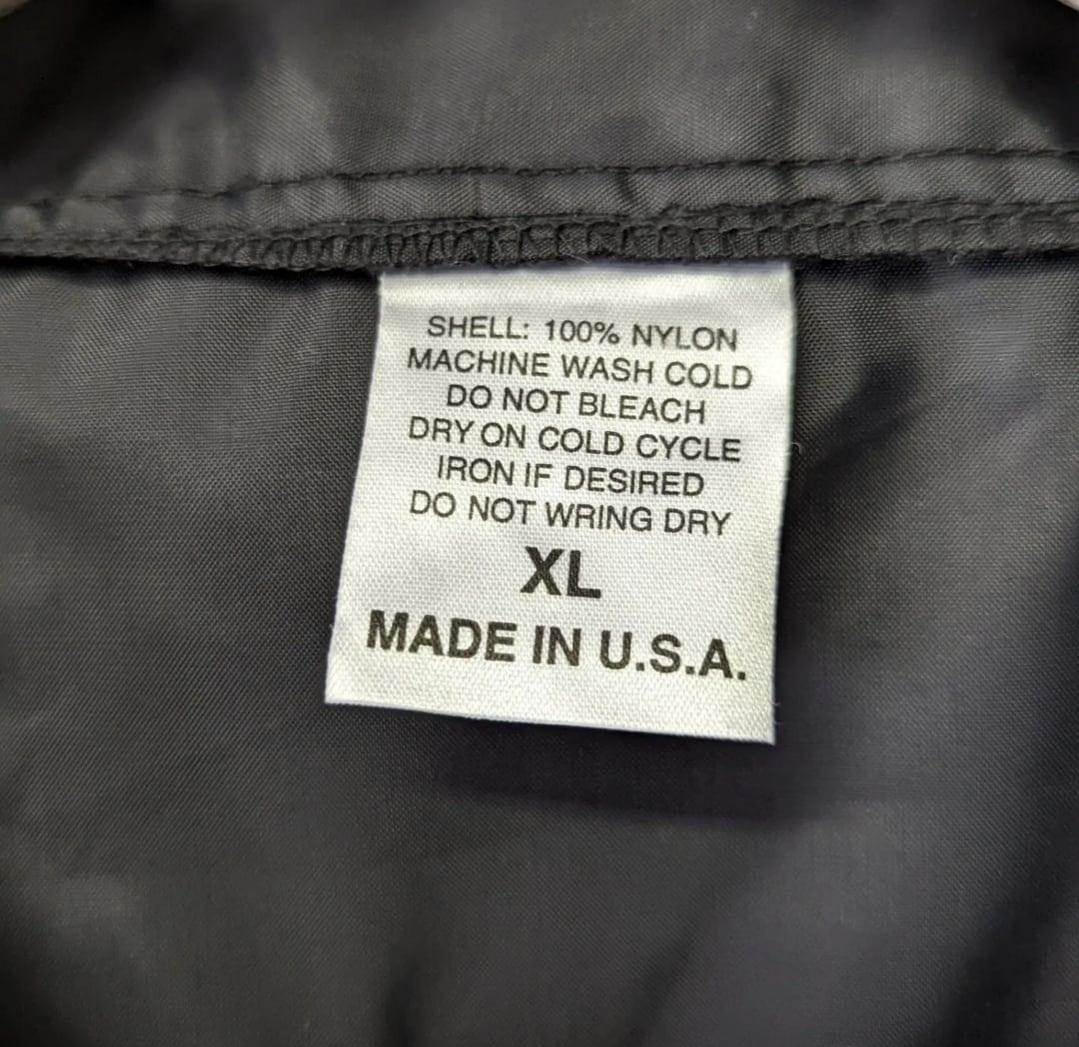 SHELL: 100% NYLON
MACHINE WASH COLD
DO NOT BLEACH
DRY ON COLD CYCLE
IRON IF DESIRED
DO NOT WRING DRY
XL
MADE IN U.S.A.